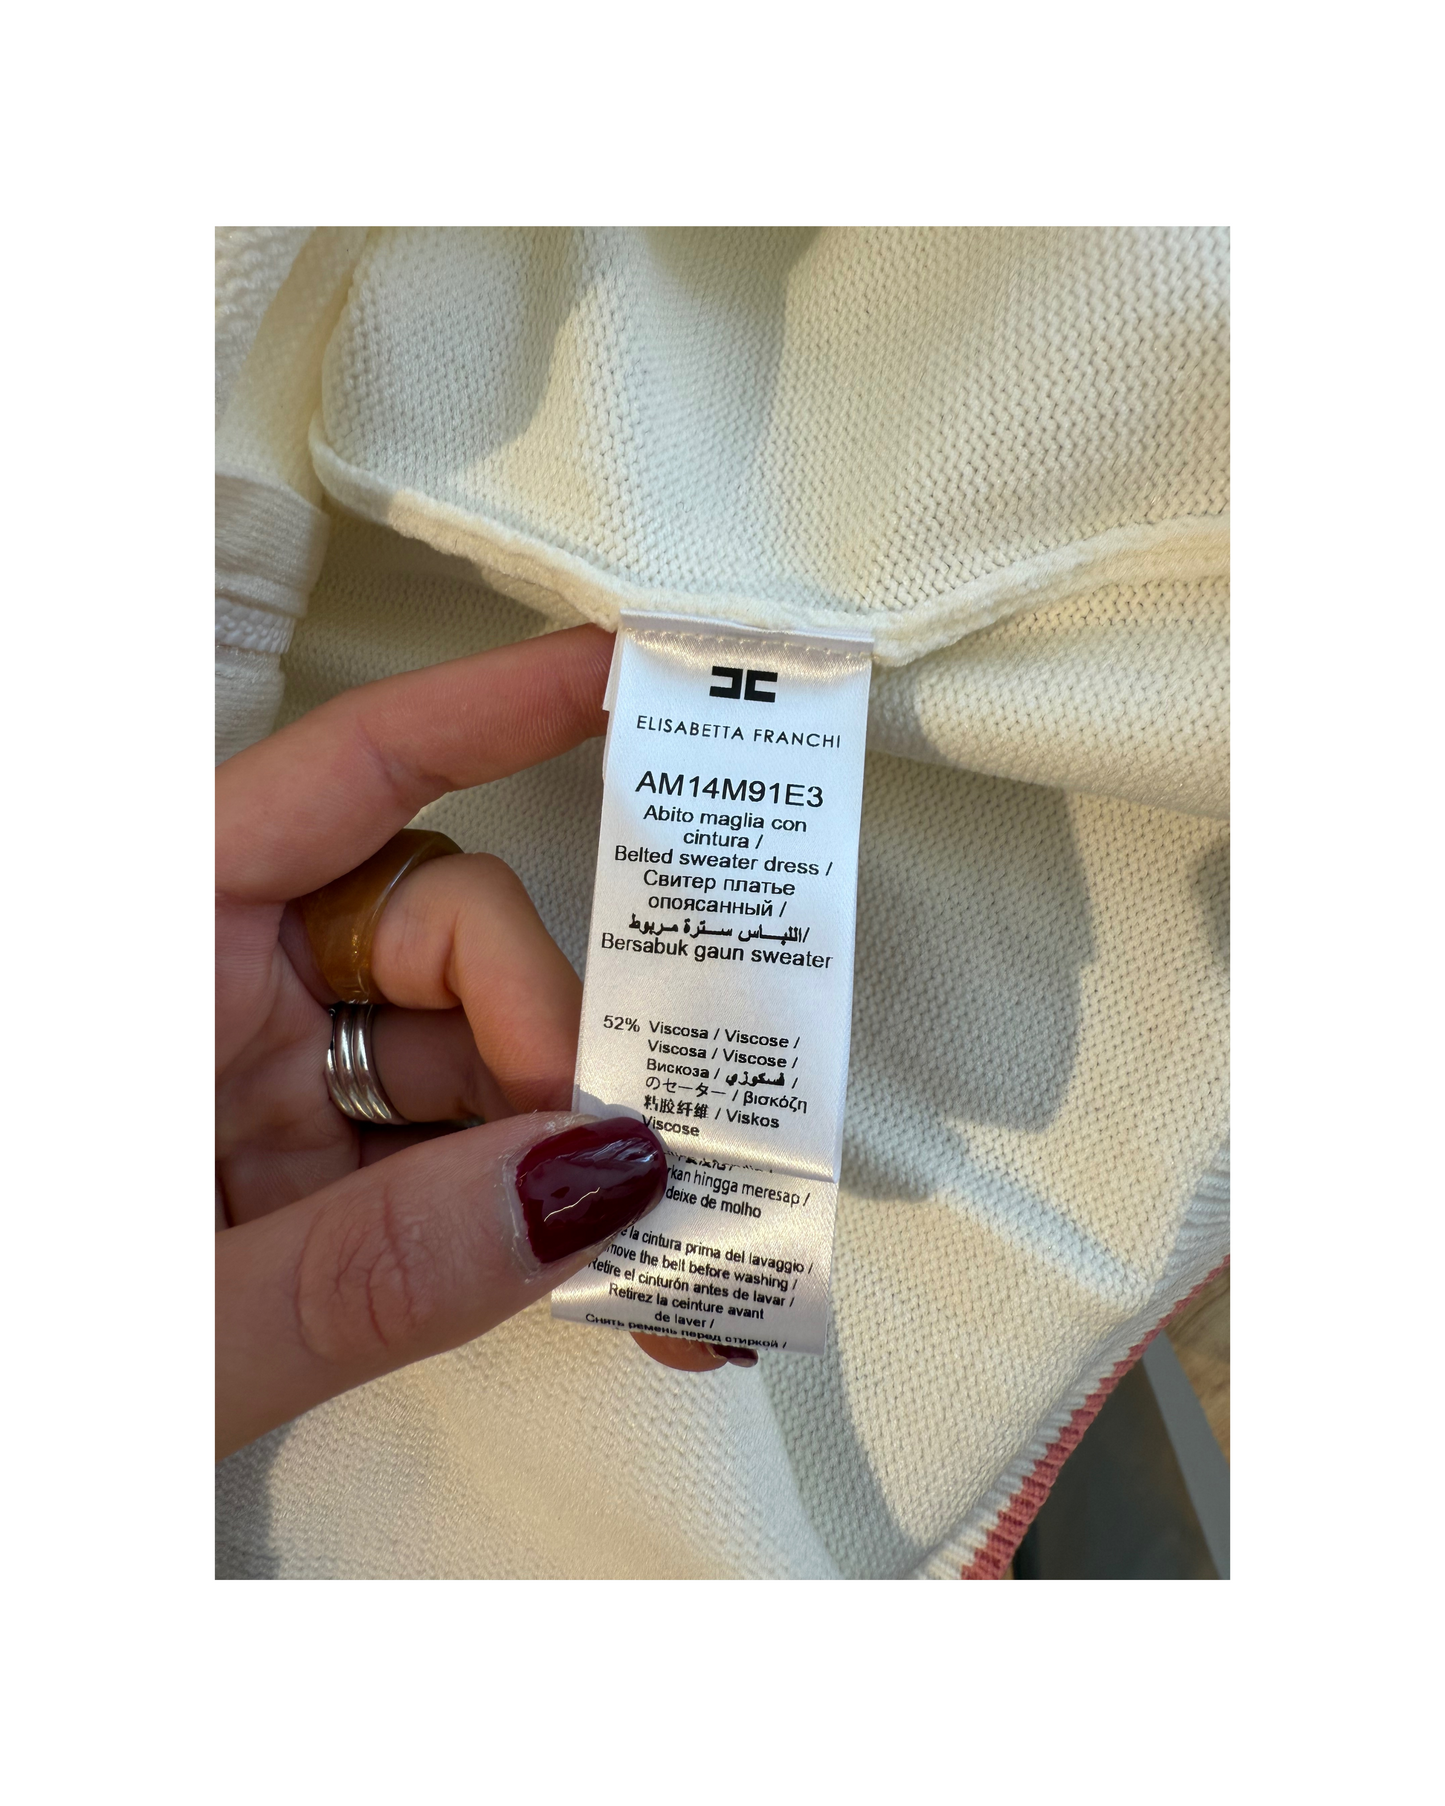 ELISABETTA FRANCHI
AM14M91E3
Abito maglia con
cintura /
Belted sweater dress /
Свитер платье
опоясанный /
اللباس سترة مربوط/
Bersabuk gaun sweater
52% Viscosa / Viscose /
Viscosa / Viscose /
Вискоза / فسكوزي /
のセーター / βισκόζη
粘胶纤维 / Viskos
Viscose
hingga meresap /
deixe de molho
la cintura prima del lavaggio /
the belt before washing /
Retire el cinturón antes de lavar /
Retirez la ceinture avant
de laver /
Снять ремень перед стиркой /